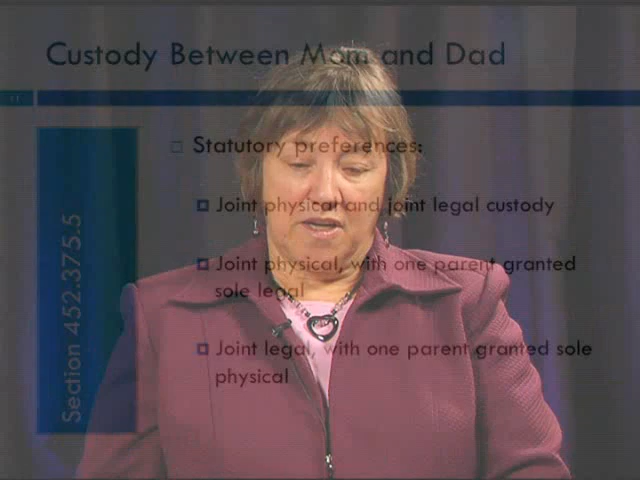 Custody Between Mom and Dad
11
Statutory preferences:
Joint physical and joint legal custody
Joint physical, with one parent granted
sole legal
Joint legal, with one parent granted sole
physical
Section 452.375.5